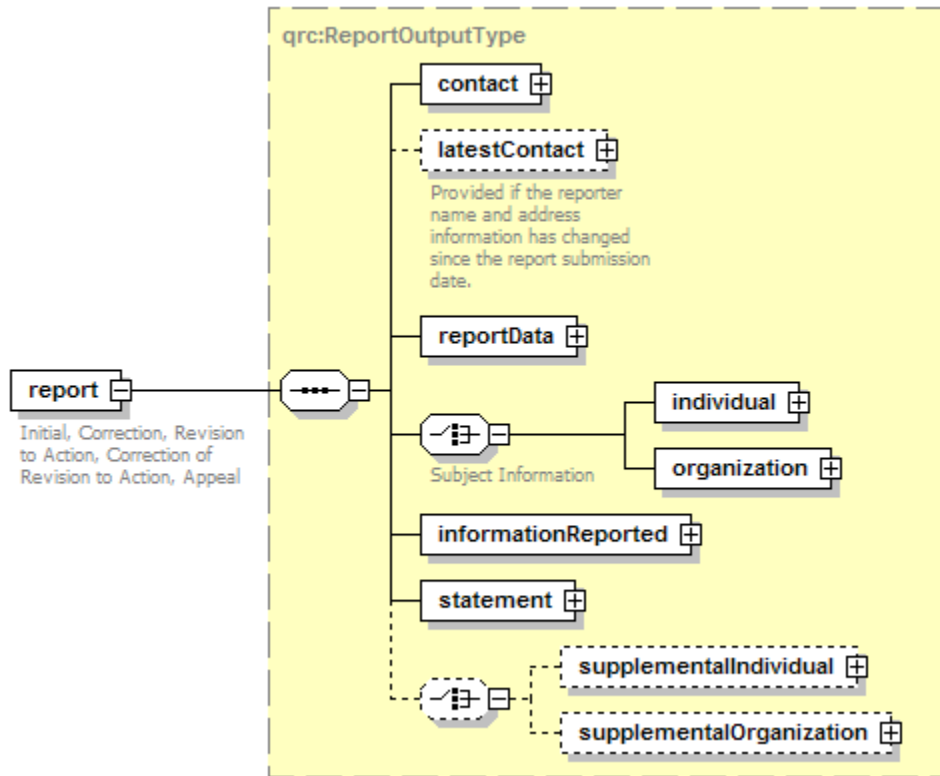 qrc:ReportOutputType
contact
latestContact
Provided if the reporter
name and address
information has changed
since the report submission
date.
reportData
report
Initial, Correction, Revision
to Action, Correction of
Revision to Action, Appeal
individual
Subject Information
organization
informationReported
statement
supplementalIndividual
supplementalOrganization